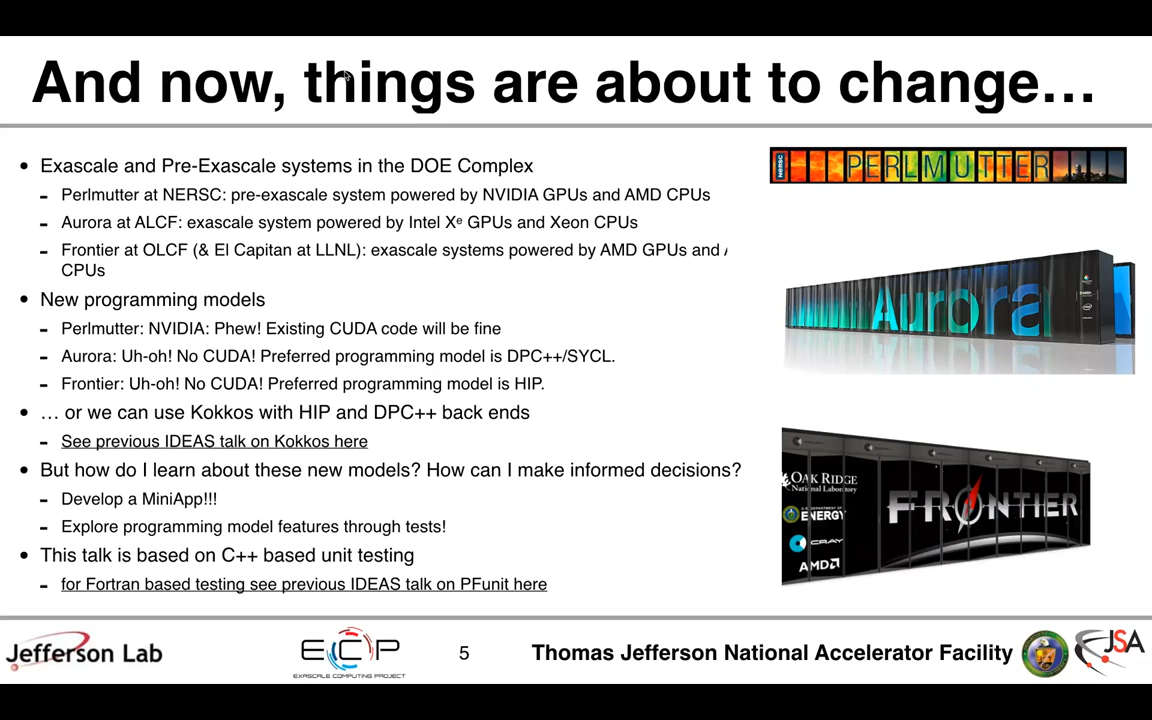 And now, things are about to change…
• Exascale and Pre-Exascale systems in the DOE Complex
- Perlmutter at NERSC: pre-exascale system powered by NVIDIA GPUs and AMD CPUs
- Aurora at ALCF: exascale system powered by Intel Xᵉ GPUs and Xeon CPUs
- Frontier at OLCF (& El Capitan at LLNL): exascale systems powered by AMD GPUs and
CPUs
• New programming models
- Perlmutter: NVIDIA: Phew! Existing CUDA code will be fine
- Aurora: Uh-oh! No CUDA! Preferred programming model is DPC++/SYCL.
- Frontier: Uh-oh! No CUDA! Preferred programming model is HIP.
• … or we can use Kokkos with HIP and DPC++ back ends
- See previous IDEAS talk on Kokkos here
• But how do I learn about these new models? How can I make informed decisions?
- Develop a MiniApp!!!
- Explore programming model features through tests!
• This talk is based on C++ based unit testing
- for Fortran based testing see previous IDEAS talk on PFunit here
NERSC
PERLMUTTER
Aurora
OAK RIDGE
National Laboratory
U.S. DEPARTMENT OF
ENERGY
CRAY
AMD
FRONTIER
Jefferson Lab
ECP
EXASCALE COMPUTING PROJECT
5
Thomas Jefferson National Accelerator Facility
JSA